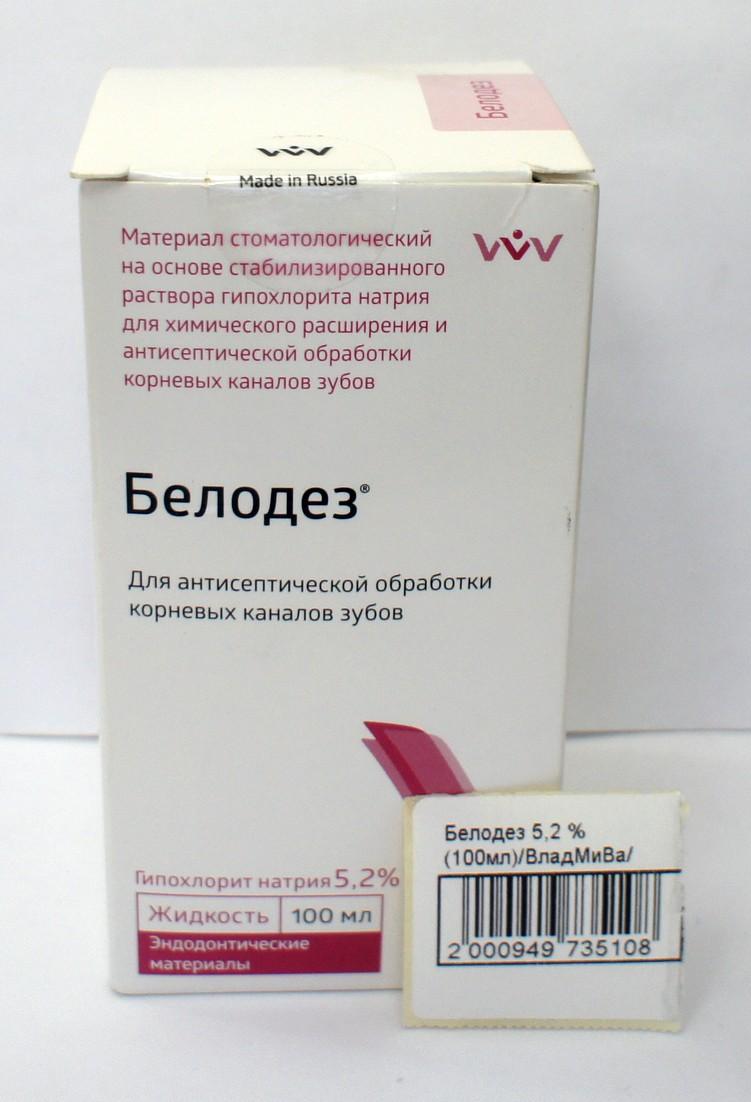 Белодез
VVV
Made in Russia
Материал стоматологический
на основе стабилизированного
раствора гипохлорита натрия
для химического расширения и
антисептической обработки
корневых каналов зубов
VVV
Белодез®
Для антисептической обработки
корневых каналов зубов
Гипохлорит натрия 5,2%
Жидкость 100 мл
Эндодонтические
материалы
Белодез 5,2 %
(100мл)/ВладМиВа/
2 000949 735108